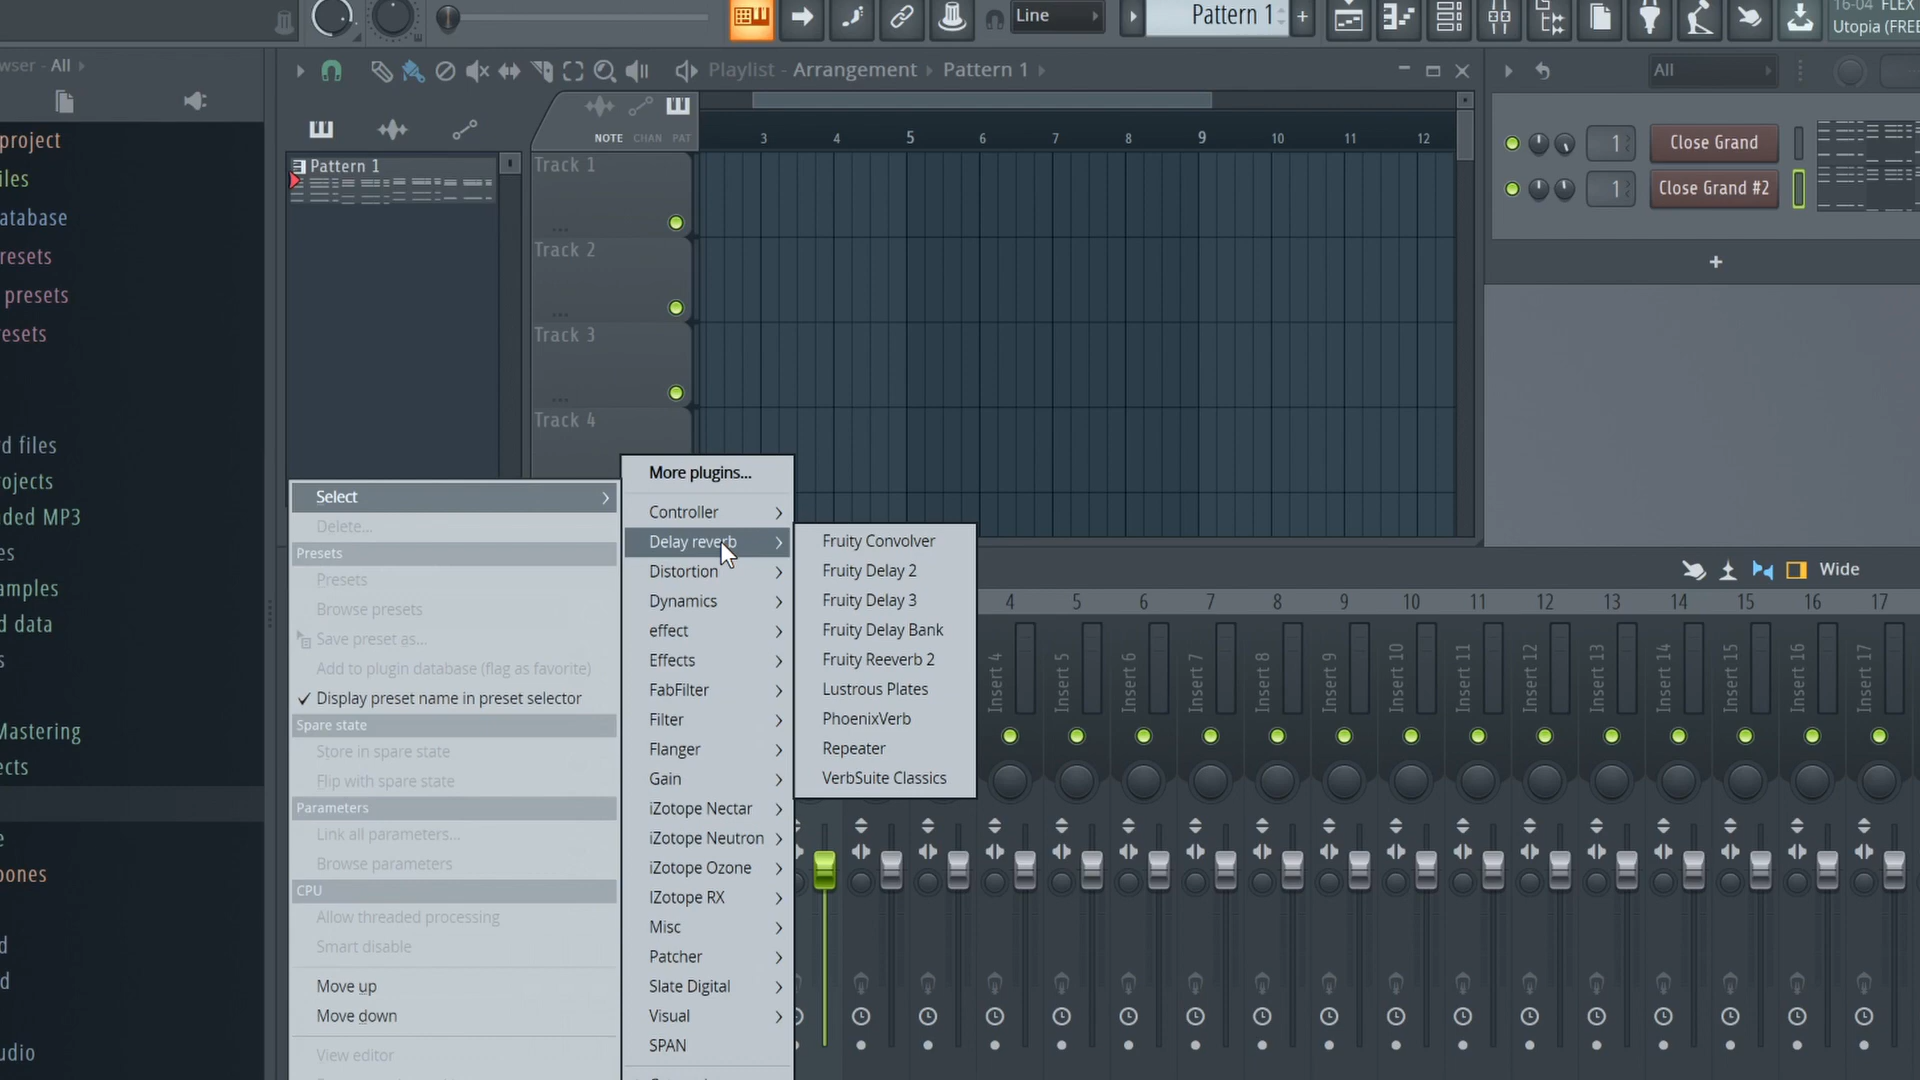 Line
Pattern 1
+
16-04 FLEX
Utopia (FREE
wser - All
Playlist - Arrangement
Pattern 1
All
NOTE CHAN PAT
3 4 5 6 7 8 9 10 11 12
project
iles
atabase
resets
presets
resets
d files
rojects
ded MP3
es
amples
d data
s
Mastering
ects
e
ones
d
d
udio
Pattern 1
Track 1
Track 2
Track 3
Track 4
1 Close Grand
1 Close Grand #2
+
Select
Delete...
Presets
Presets
Browse presets
Save preset as...
Add to plugin database (flag as favorite)
Display preset name in preset selector
Spare state
Store in spare state
Flip with spare state
Parameters
Link all parameters...
Browse parameters
CPU
Allow threaded processing
Smart disable
Move up
Move down
View editor
More plugins...
Controller
Delay reverb
Distortion
Dynamics
effect
Effects
FabFilter
Filter
Flanger
Gain
iZotope Nectar
iZotope Neutron
iZotope Ozone
iZotope RX
Misc
Patcher
Slate Digital
Visual
SPAN
Fruity Convolver
Fruity Delay 2
Fruity Delay 3
Fruity Delay Bank
Fruity Reeverb 2
Lustrous Plates
PhoenixVerb
Repeater
VerbSuite Classics
Wide
4 5 6 7 8 9 10 11 12 13 14 15 16 17
Insert 4
Insert 5
Insert 6
Insert 7
Insert 8
Insert 9
Insert 10
Insert 11
Insert 12
Insert 13
Insert 14
Insert 15
Insert 16
Insert 17